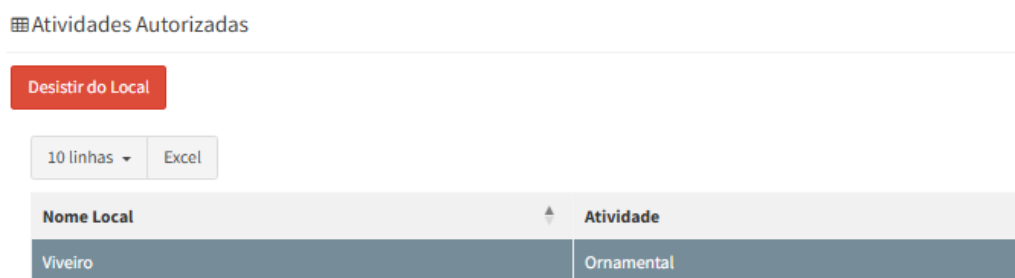 Atividades Autorizadas
Desistir do Local
10 linhas Excel
Nome Local Atividade
Viveiro Ornamental